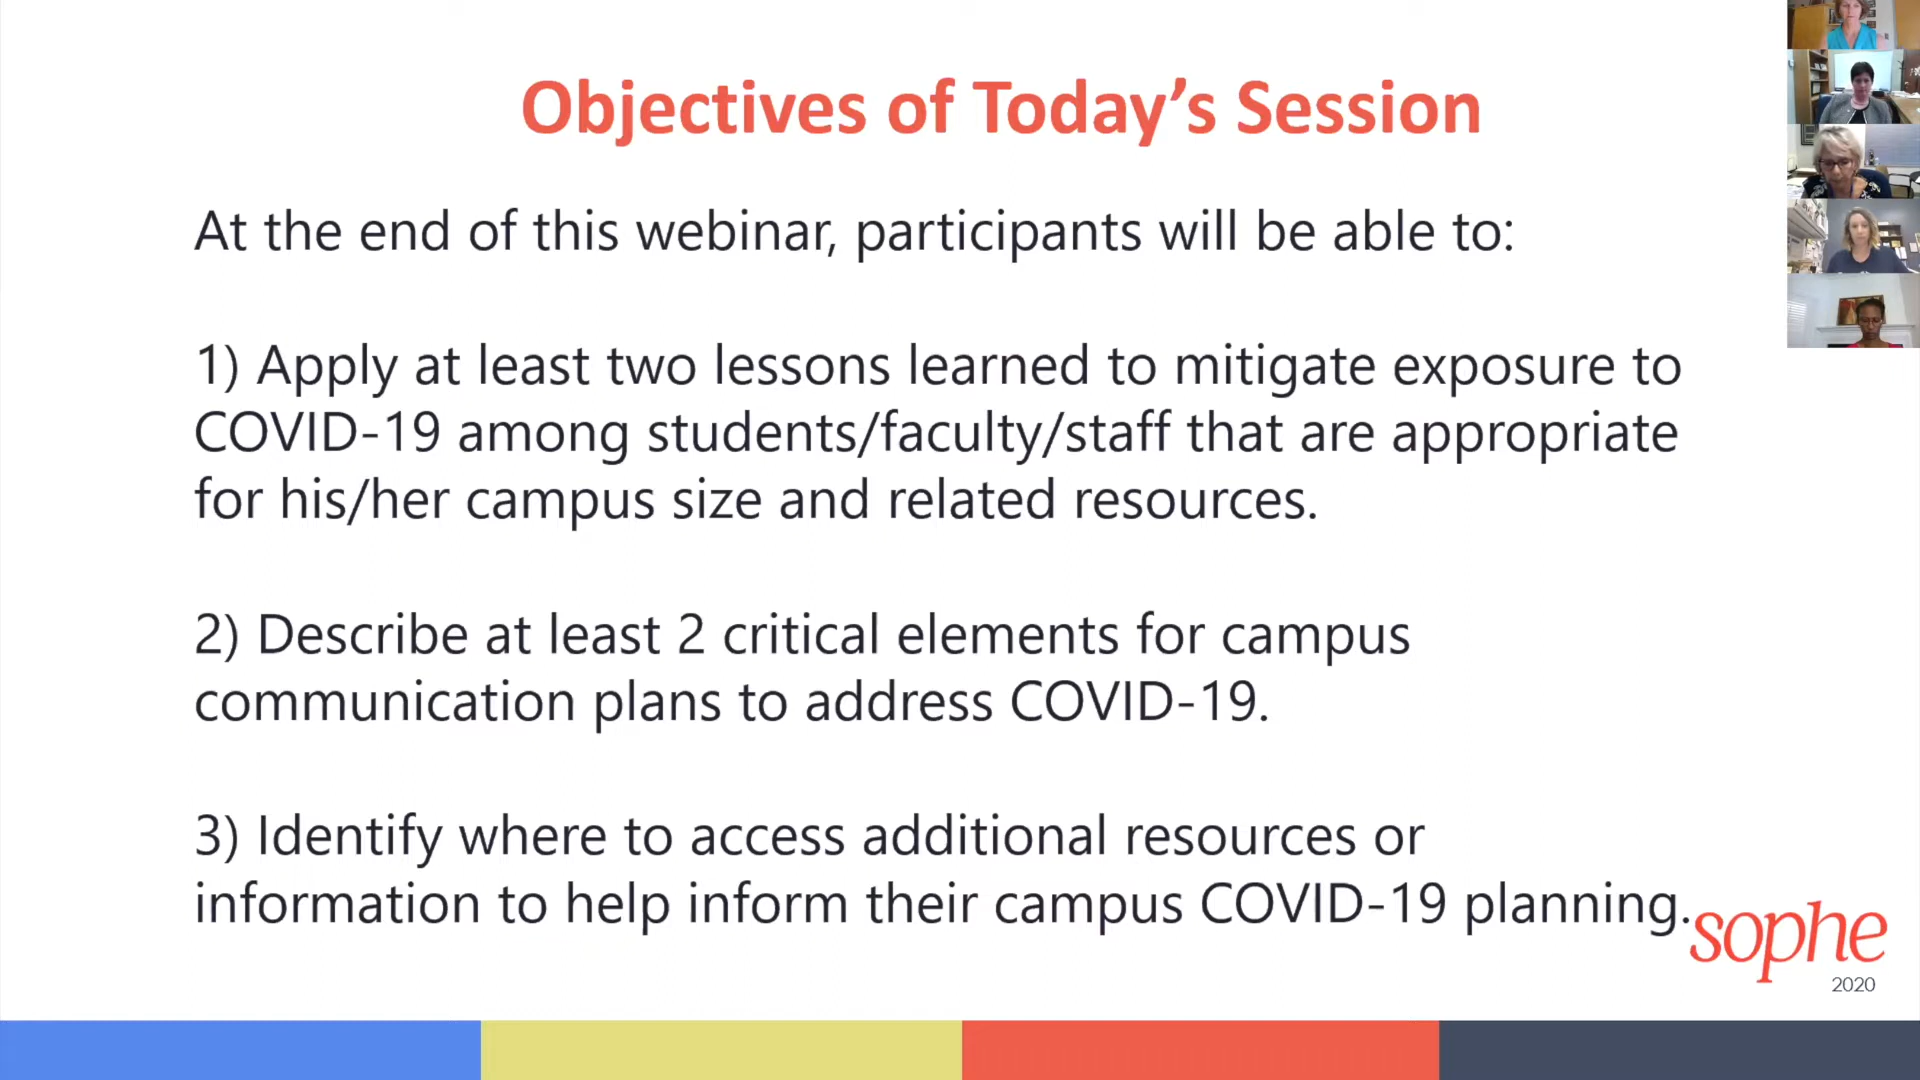 Objectives of Today’s Session
At the end of this webinar, participants will be able to:
1) Apply at least two lessons learned to mitigate exposure to
COVID-19 among students/faculty/staff that are appropriate
for his/her campus size and related resources.
2) Describe at least 2 critical elements for campus
communication plans to address COVID-19.
3) Identify where to access additional resources or
information to help inform their campus COVID-19 planning.
sophe
2020